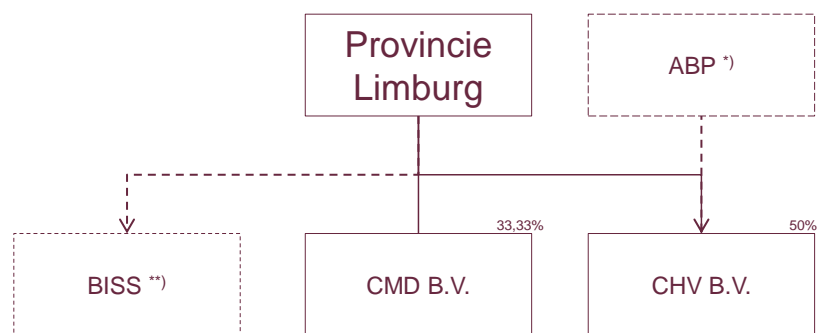 Provincie
Limburg
ABP *)
33,33%
50%
BISS **)
CMD B.V.
CHV B.V.